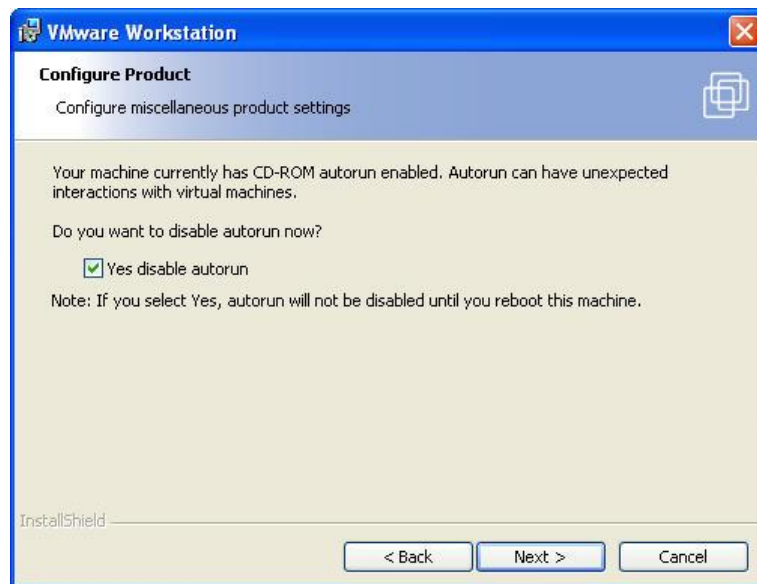 VMware Workstation
Configure Product
Configure miscellaneous product settings
Your machine currently has CD-ROM autorun enabled. Autorun can have unexpected
interactions with virtual machines.
Do you want to disable autorun now?
Yes disable autorun
Note: If you select Yes, autorun will not be disabled until you reboot this machine.
InstallShield
< Back
Next >
Cancel